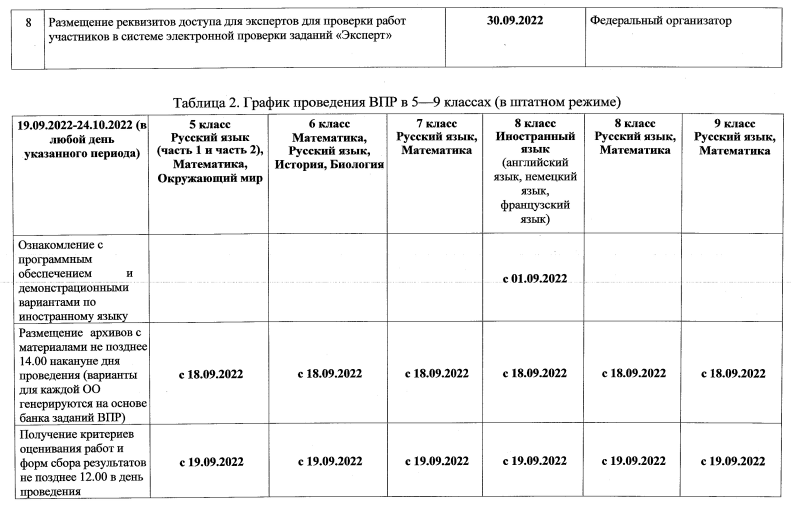 8
Размещение реквизитов доступа для экспертов для проверки работ
участников в системе электронной проверки заданий «Эксперт»
30.09.2022
Федеральный организатор
Таблица 2. График проведения ВПР в 5—9 классах (в штатном режиме)
19.09.2022-24.10.2022 (в
любой день
указанного периода)
5 класс
Русский язык
(часть 1 и часть 2),
Математика,
Окружающий мир
6 класс
Математика,
Русский язык,
История, Биология
7 класс
Русский язык,
Математика
8 класс
Иностранный
язык
(английский
язык, немецкий
язык,
французский
язык)
8 класс
Русский язык,
Математика
9 класс
Русский язык,
Математика
Ознакомление с
программным
обеспечением и
демонстрационными
вариантами по
иностранному языку
с 01.09.2022
Размещение архивов с
материалами не позднее
14.00 накануне дня
проведения (варианты
для каждой ОО
генерируются на основе
банка заданий ВПР)
с 18.09.2022
с 18.09.2022
с 18.09.2022
с 18.09.2022
с 18.09.2022
с 18.09.2022
Получение критериев
оценивания работ и
форм сбора результатов
не позднее 12.00 в день
проведения
с 19.09.2022
с 19.09.2022
с 19.09.2022
с 19.09.2022
с 19.09.2022
с 19.09.2022